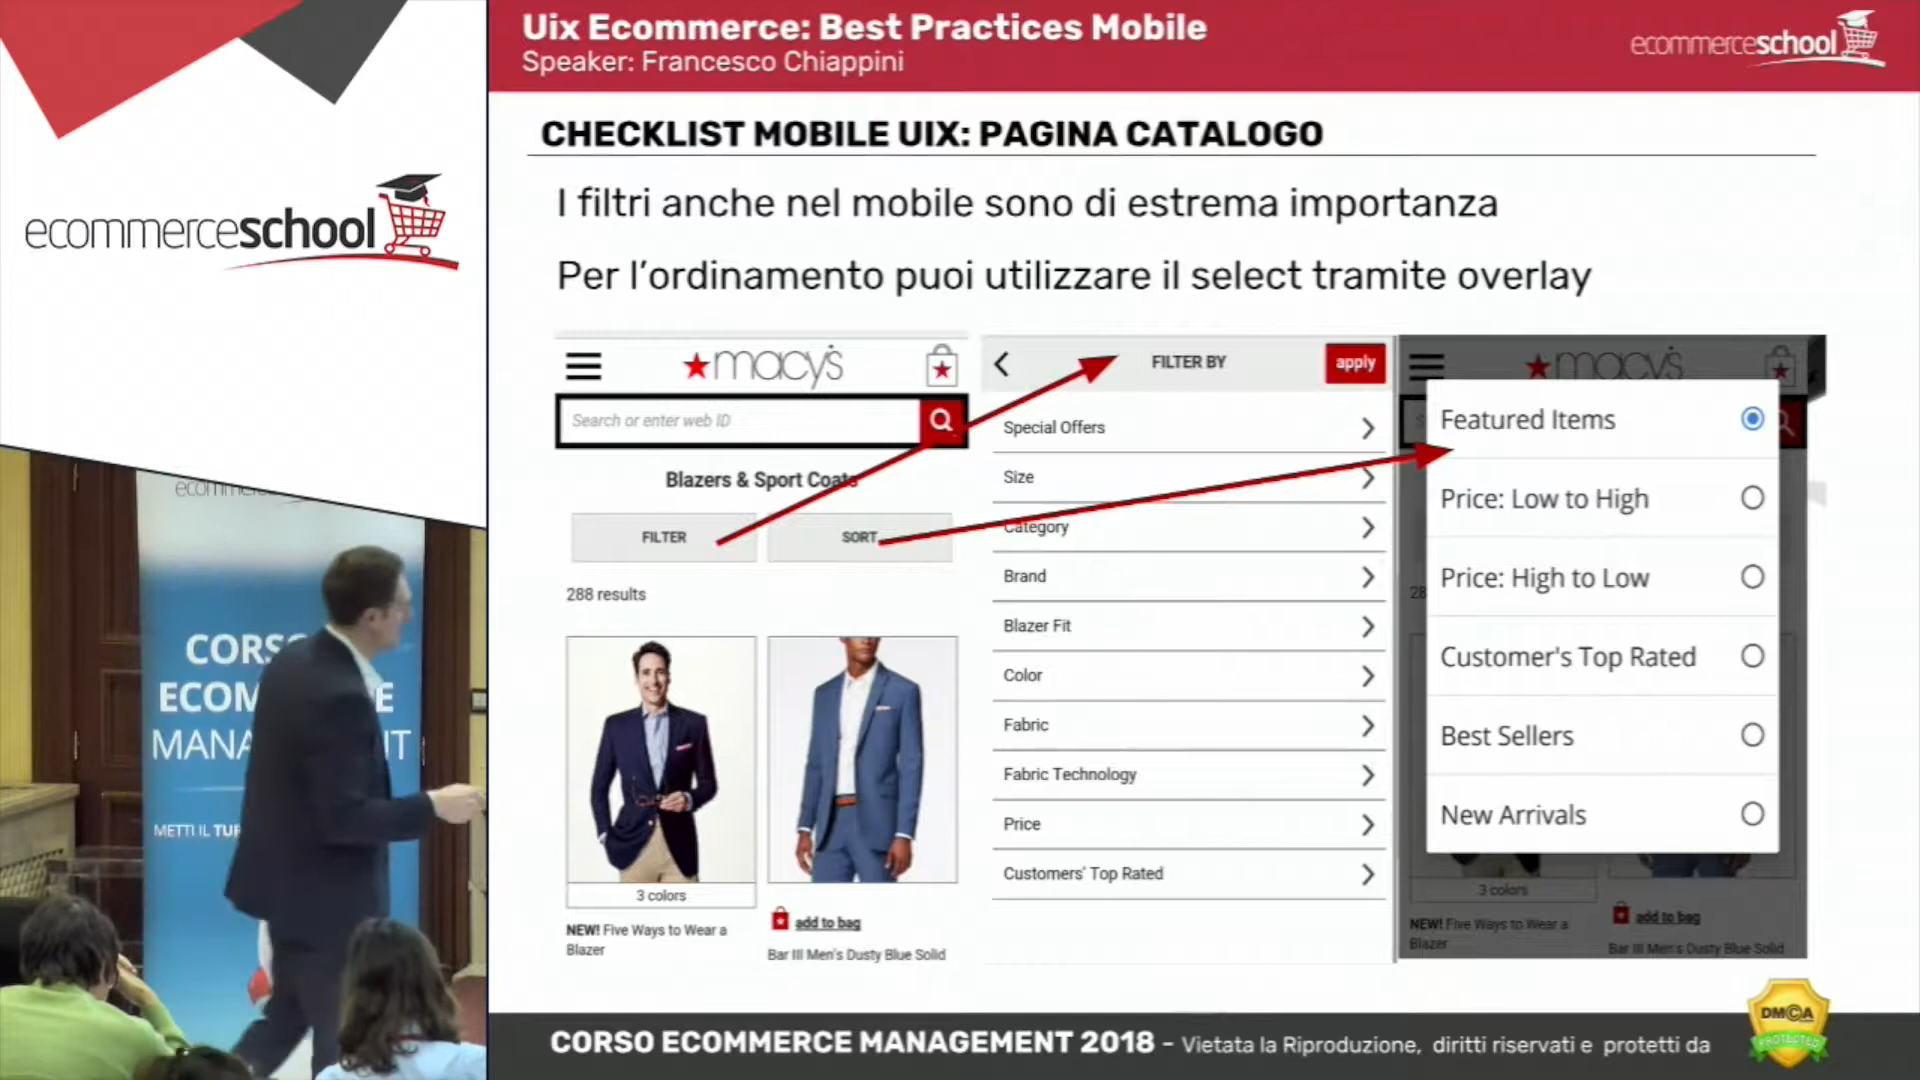 Uix Ecommerce: Best Practices Mobile
Speaker: Francesco Chiappini
ecommerceschool
ecommerceschool
CHECKLIST MOBILE UIX: PAGINA CATALOGO
I filtri anche nel mobile sono di estrema importanza
Per l'ordinamento puoi utilizzare il select tramite overlay
macy's
Search or enter web ID
Blazers & Sport Coats
FILTER
SORT
288 results
3 colors
NEW! Five Ways to Wear a
Blazer
add to bag
Bar III Men's Dusty Blue Solid
FILTER BY
apply
Special Offers
Size
Category
Brand
Blazer Fit
Color
Fabric
Fabric Technology
Price
Customers' Top Rated
macy's
Featured Items
Price: Low to High
Price: High to Low
Customer's Top Rated
Best Sellers
New Arrivals
3 colors
NEW! Five Ways to Wear a
Blazer
add to bag
Bar III Men's Dusty Blue Solid
METTI IL
CORSO ECOMMERCE MANAGEMENT 2018 - Vietata la Riproduzione, diritti riservati e protetti da
DMCA
PROTECTED